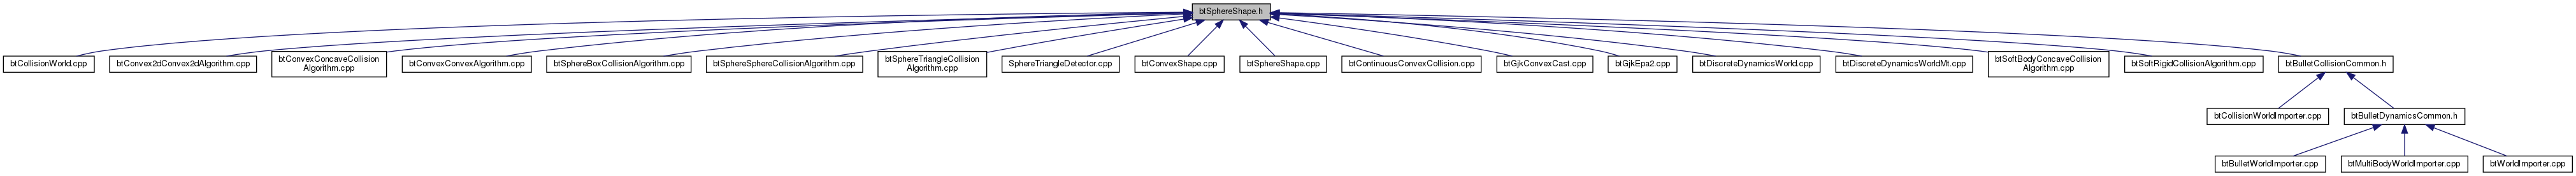 btSphereShape.h
btCollisionWorld.cpp
btConvex2dConvex2dAlgorithm.cpp
btConvexConcaveCollision
Algorithm.cpp
btConvexConvexAlgorithm.cpp
btSphereBoxCollisionAlgorithm.cpp
btSphereSphereCollisionAlgorithm.cpp
btSphereTriangleCollision
Algorithm.cpp
SphereTriangleDetector.cpp
btConvexShape.cpp
btSphereShape.cpp
btContinuousConvexCollision.cpp
btGjkConvexCast.cpp
btGjkEpa2.cpp
btDiscreteDynamicsWorld.cpp
btDiscreteDynamicsWorldMt.cpp
btSoftBodyConcaveCollision
Algorithm.cpp
btSoftRigidCollisionAlgorithm.cpp
btBulletCollisionCommon.h
btCollisionWorldImporter.cpp
btBulletDynamicsCommon.h
btBulletWorldImporter.cpp
btMultiBodyWorldImporter.cpp
btWorldImporter.cpp